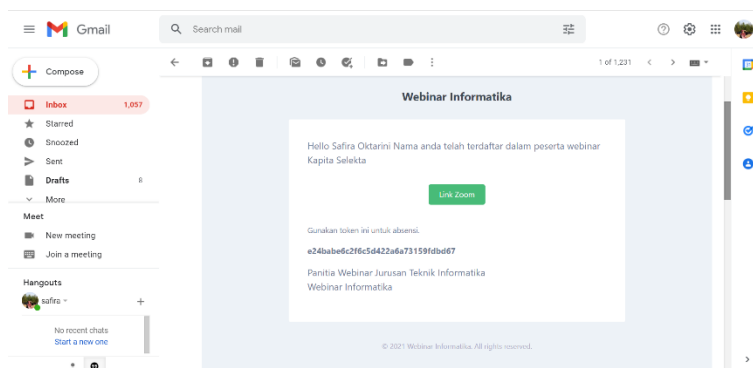 Gmail
Search mail
Compose
1 of 1,231
Inbox 1,057
Starred
Snoozed
Sent
Drafts 8
More
Meet
New meeting
Join a meeting
Hangouts
safira
No recent chats
Start a new one
Webinar Informatika
Hello Safira Oktarini Nama anda telah terdaftar dalam peserta webinar
Kapita Selekta
Link Zoom
Gunakan token ini untuk absensi.
e24babe6c2f6c5d422a6a73159fdbd67
Panitia Webinar Jurusan Teknik Informatika
Webinar Informatika
© 2021 Webinar Informatika. All rights reserved.